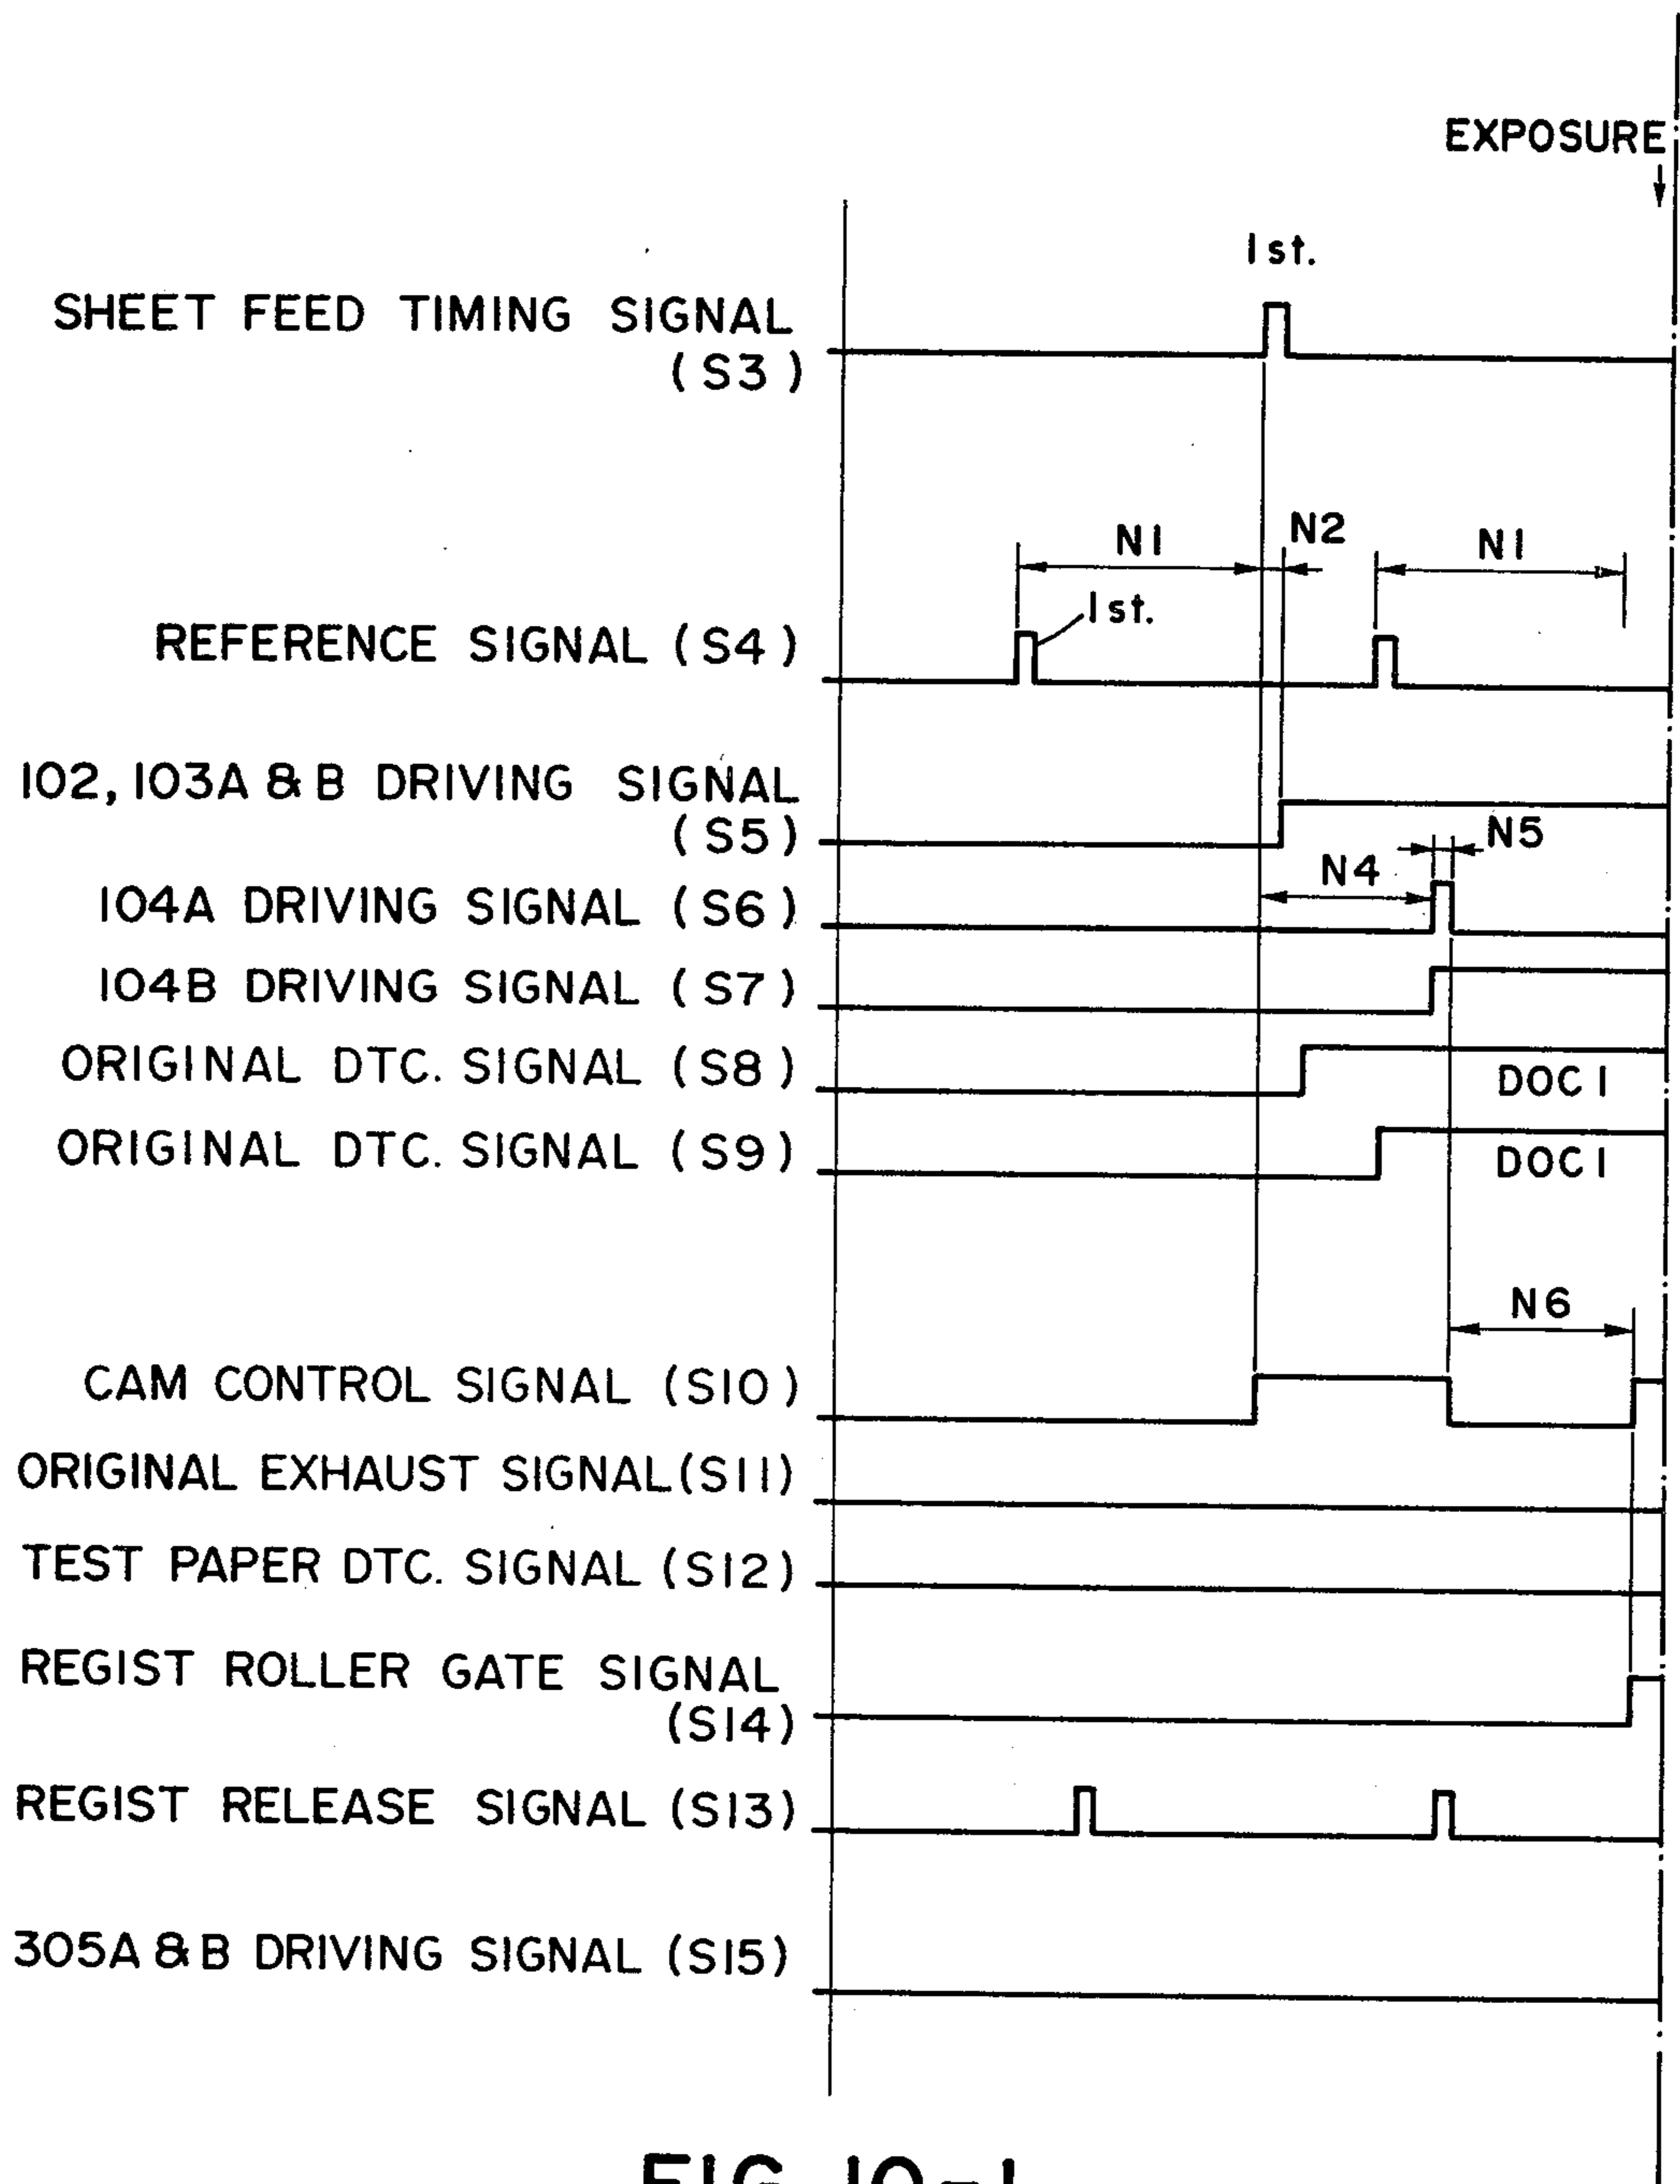 EXPOSURE
1st.
SHEET FEED TIMING SIGNAL
(S3)
N1
N2
N1
1st.
REFERENCE SIGNAL (S4)
102, 103A & B DRIVING SIGNAL
(S5)
N5
N4
104A DRIVING SIGNAL (S6)
104B DRIVING SIGNAL (S7)
ORIGINAL DTC. SIGNAL (S8)
DOC 1
ORIGINAL DTC. SIGNAL (S9)
DOC 1
N6
CAM CONTROL SIGNAL (S10)
ORIGINAL EXHAUST SIGNAL (S11)
TEST PAPER DTC. SIGNAL (S12)
REGIST ROLLER GATE SIGNAL
(S14)
REGIST RELEASE SIGNAL (S13)
305A & B DRIVING SIGNAL (S15)
FIG. 10-1